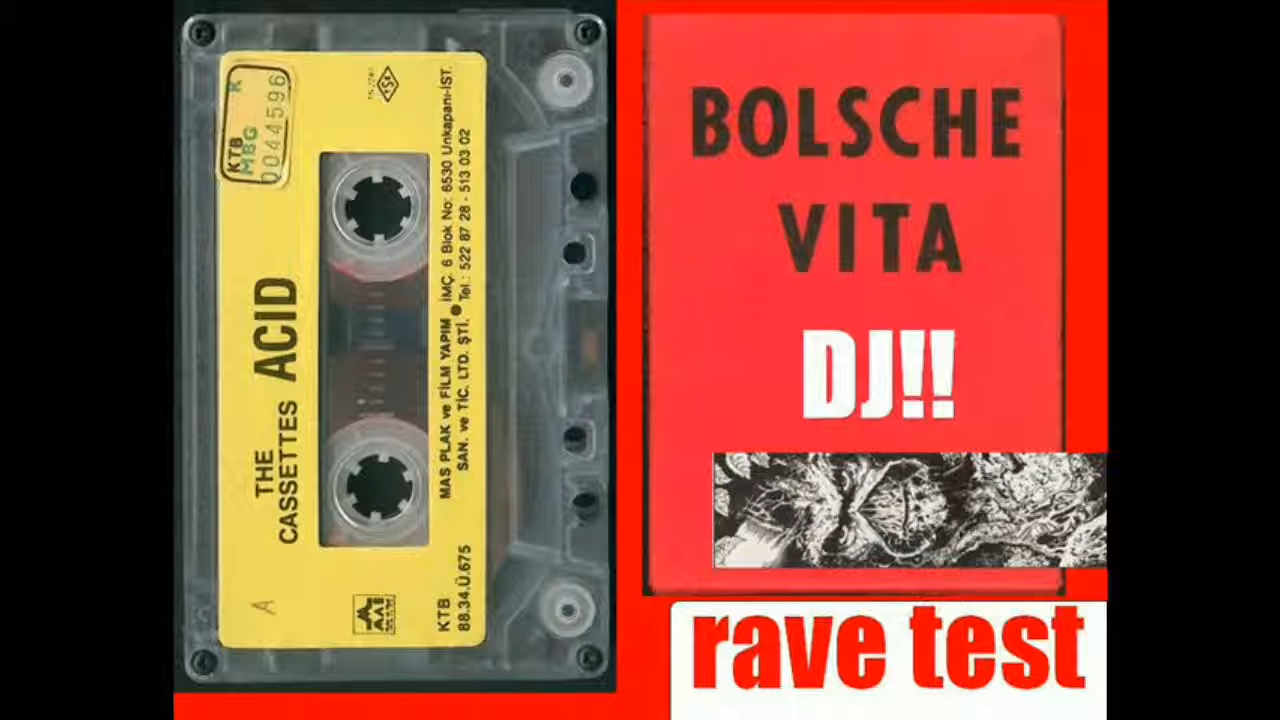 KTB
MBG
K
0044596
TSE
THE
CASSETTES ACID
A
MAS PLAK ve FİLM YAPIM
SAN. ve TİC. LTD. ŞTİ.
İMÇ. 6 Blok No: 6530 Unkapanı-İST.
Tel.: 522 87 28 - 513 03 02
KTB
88.34.Ü.675
BOLSCHE
VITA
DJ!!
rave test